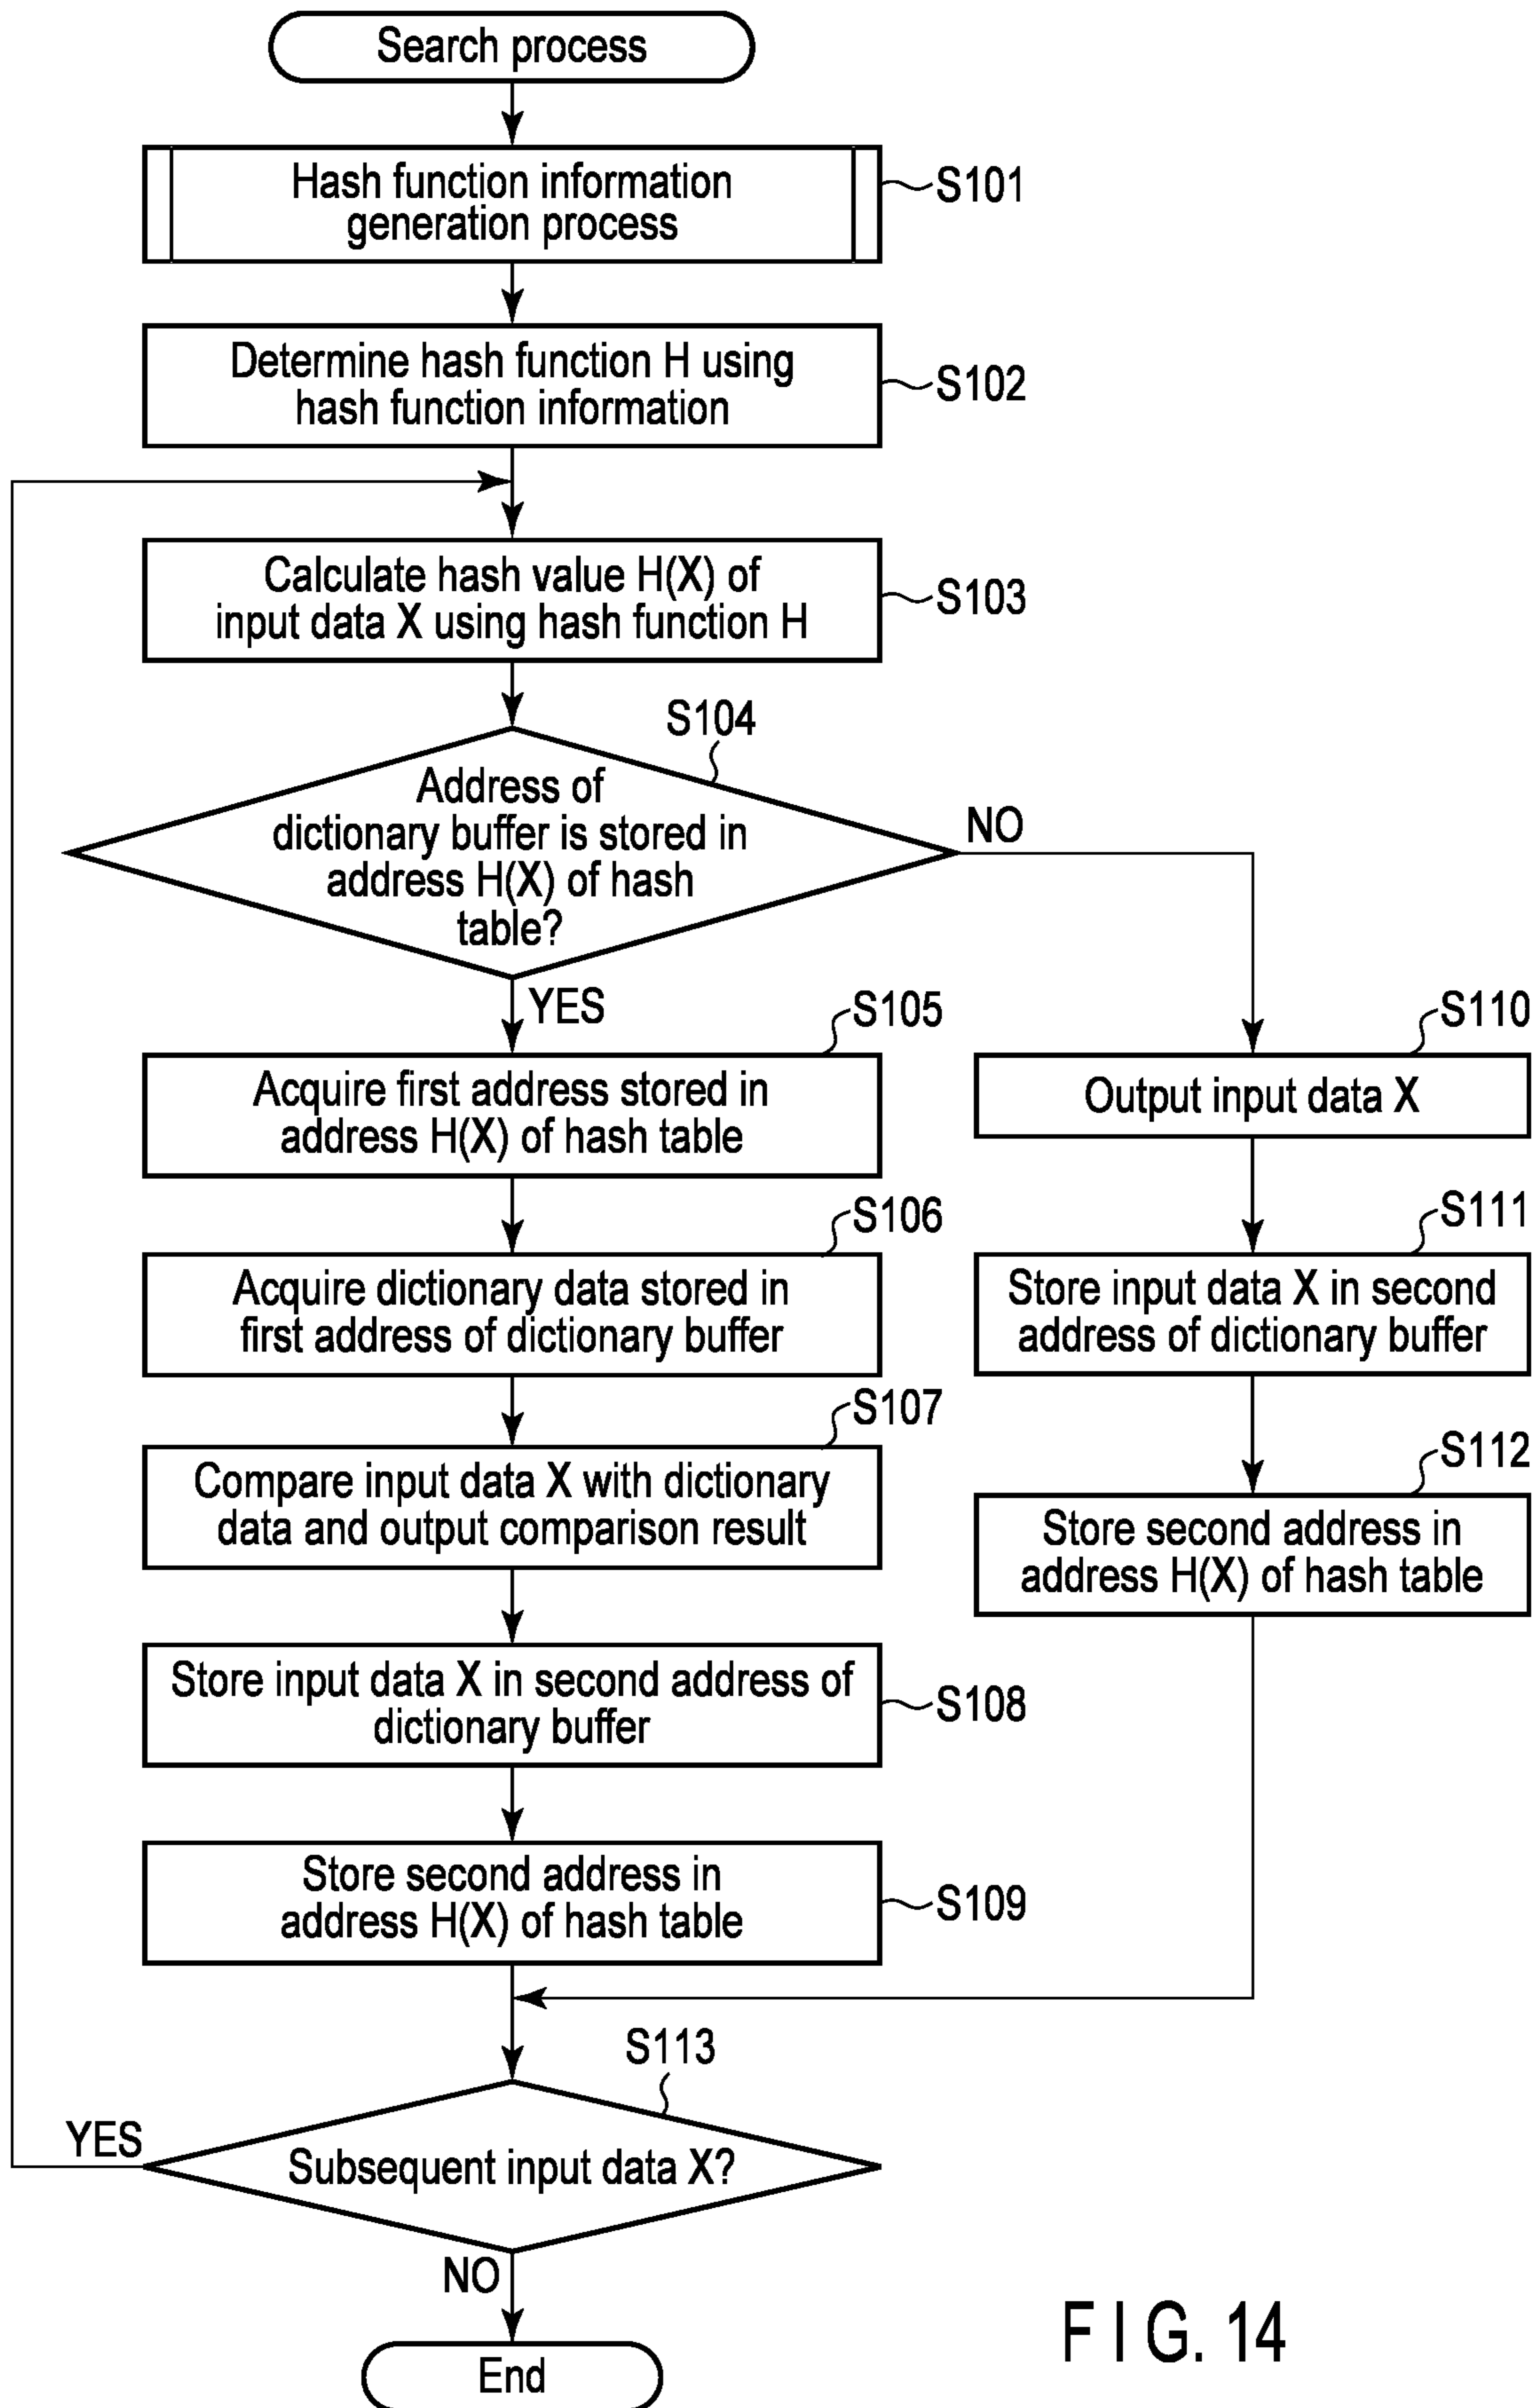 Search process
Hash function information
generation process
S101
Determine hash function H using
hash function information
S102
Calculate hash value H(X) of
input data X using hash function H
S103
S104
Address of
dictionary buffer is stored in
address H(X) of hash
table?
NO
YES
S105
Acquire first address stored in
address H(X) of hash table
S106
Acquire dictionary data stored in
first address of dictionary buffer
S107
Compare input data X with dictionary
data and output comparison result
Store input data X in second address of
dictionary buffer
S108
Store second address in
address H(X) of hash table
S109
S110
Output input data X
S111
Store input data X in second
address of dictionary buffer
S112
Store second address in
address H(X) of hash table
S113
Subsequent input data X?
YES
NO
End
FIG. 14